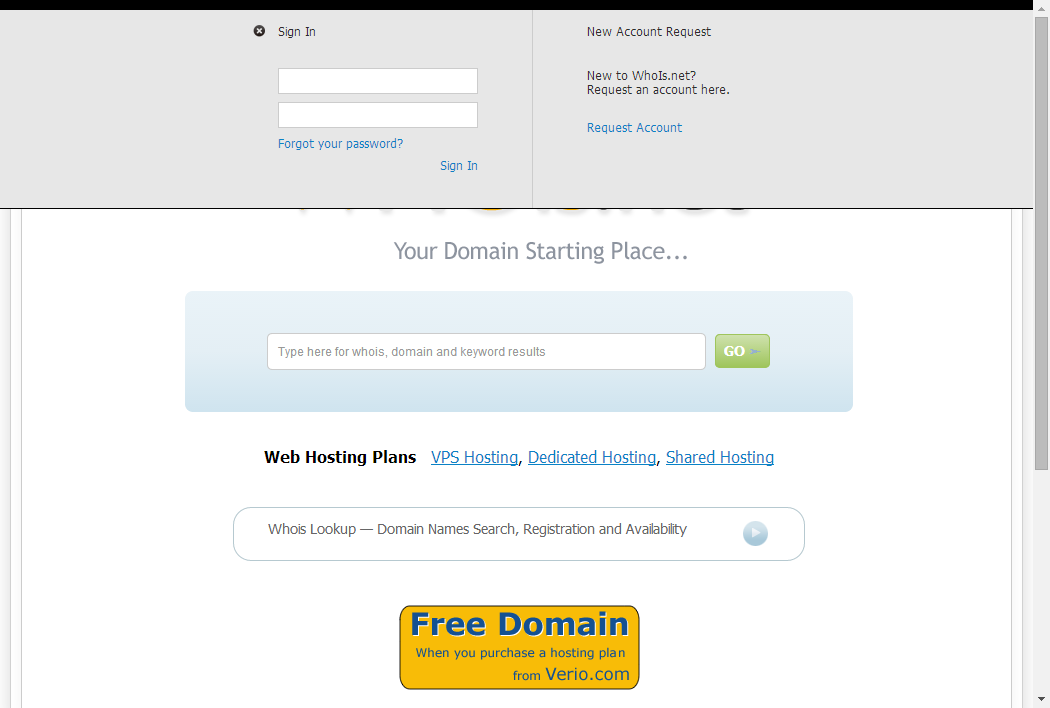 Sign In
Forgot your password?
Sign In
New Account Request
New to WhoIs.net?
Request an account here.
Request Account
Your Domain Starting Place...
Type here for whois, domain and keyword results
GO ➢
Web Hosting Plans VPS Hosting, Dedicated Hosting, Shared Hosting
Whois Lookup — Domain Names Search, Registration and Availability
Free Domain
When you purchase a hosting plan
from Verio.com